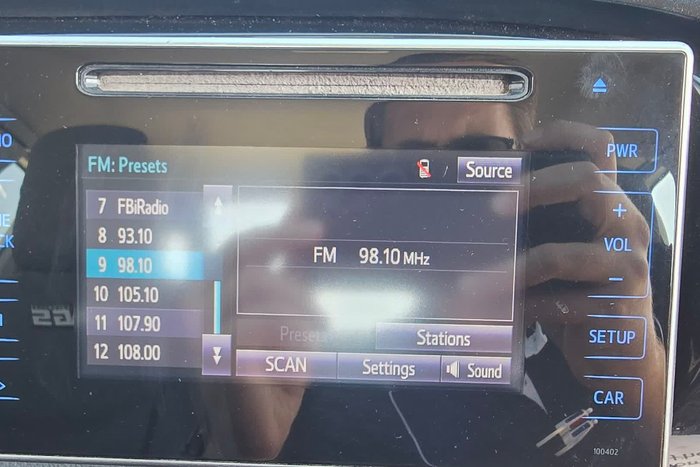 FM: Presets
Source
7 FBiRadio
8 93.10
9 98.10
10 105.10
11 107.90
12 108.00
FM 98.10 MHz
Stations
SCAN
Settings
Sound
PWR
+
VOL
−
SETUP
CAR
100402